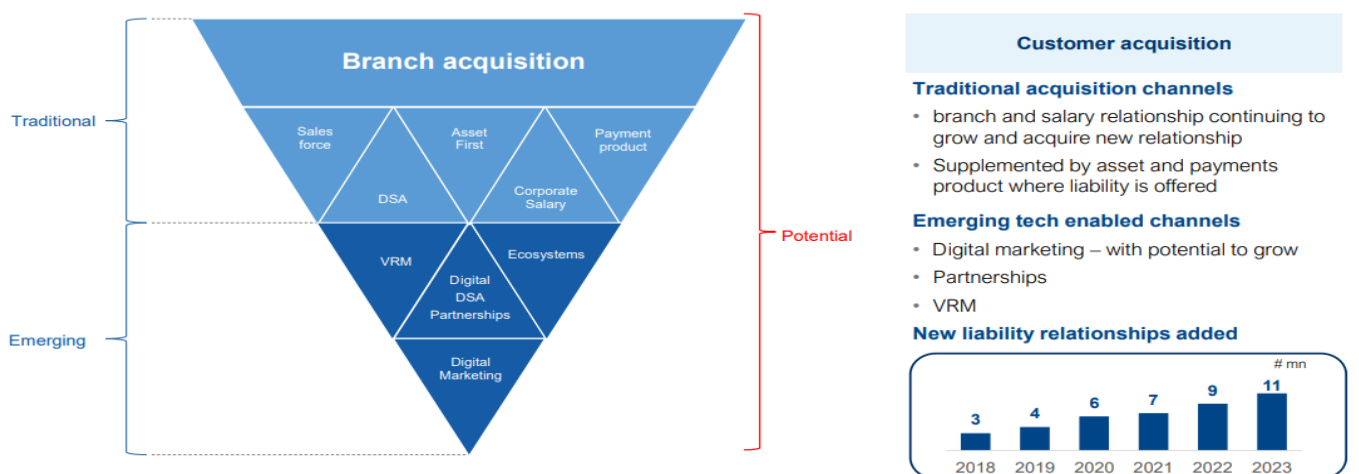 Branch acquisition
Traditional
Sales
force
Asset
First
Payment
product
DSA
Corporate
Salary
Potential
VRM
Ecosystems
Digital
DSA
Partnerships
Emerging
Digital
Marketing
Customer acquisition
Traditional acquisition channels
• branch and salary relationship continuing to
grow and acquire new relationship
• Supplemented by asset and payments
product where liability is offered
Emerging tech enabled channels
• Digital marketing – with potential to grow
• Partnerships
• VRM
New liability relationships added
# mn
3 4 6 7 9 11
2018 2019 2020 2021 2022 2023